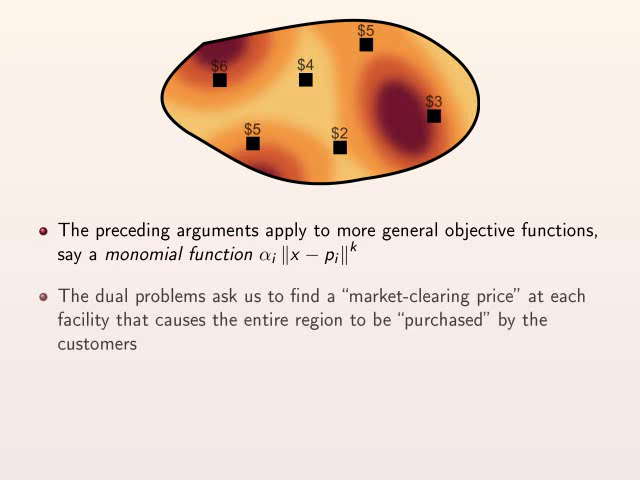 $5
$6
$4
$3
$5
$2
The preceding arguments apply to more general objective functions,
say a monomial function αᵢ ‖x − pᵢ‖ᵏ
The dual problems ask us to find a “market-clearing price” at each
facility that causes the entire region to be “purchased” by the
customers